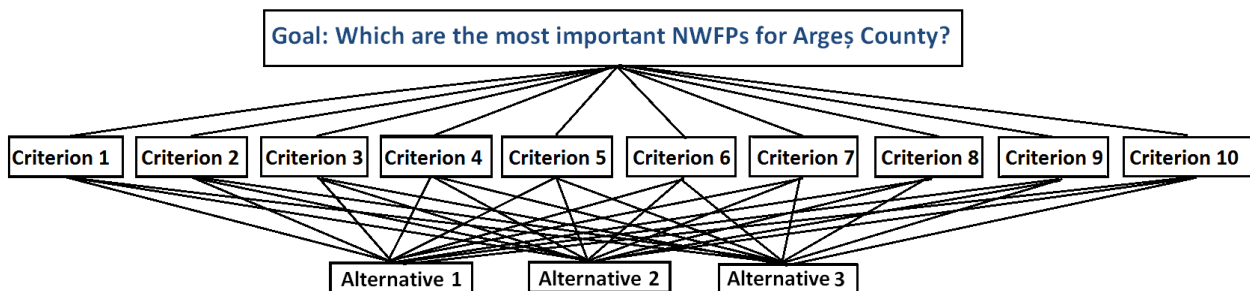 Goal: Which are the most important NWFPs for Argeș County?
Criterion 1 Criterion 2 Criterion 3 Criterion 4 Criterion 5 Criterion 6 Criterion 7 Criterion 8 Criterion 9 Criterion 10
Alternative 1 Alternative 2 Alternative 3